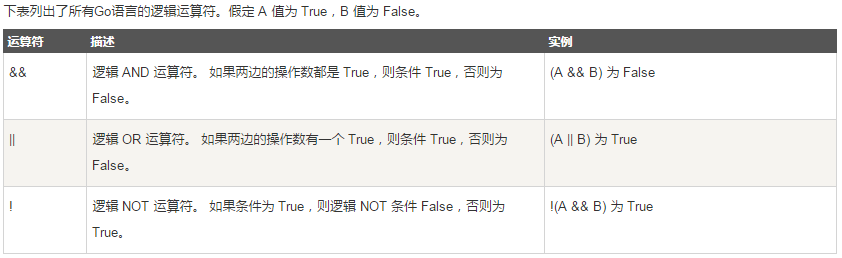 下表列出了所有Go语言的逻辑运算符。假定 A 值为 True，B 值为 False。
运算符 描述 实例
&& 逻辑 AND 运算符。 如果两边的操作数都是 True，则条件 True，否则为 (A && B) 为 False
False。
|| 逻辑 OR 运算符。 如果两边的操作数有一个 True，则条件 True，否则为 (A || B) 为 True
False。
! 逻辑 NOT 运算符。 如果条件为 True，则逻辑 NOT 条件 False，否则为 !(A && B) 为 True
True。